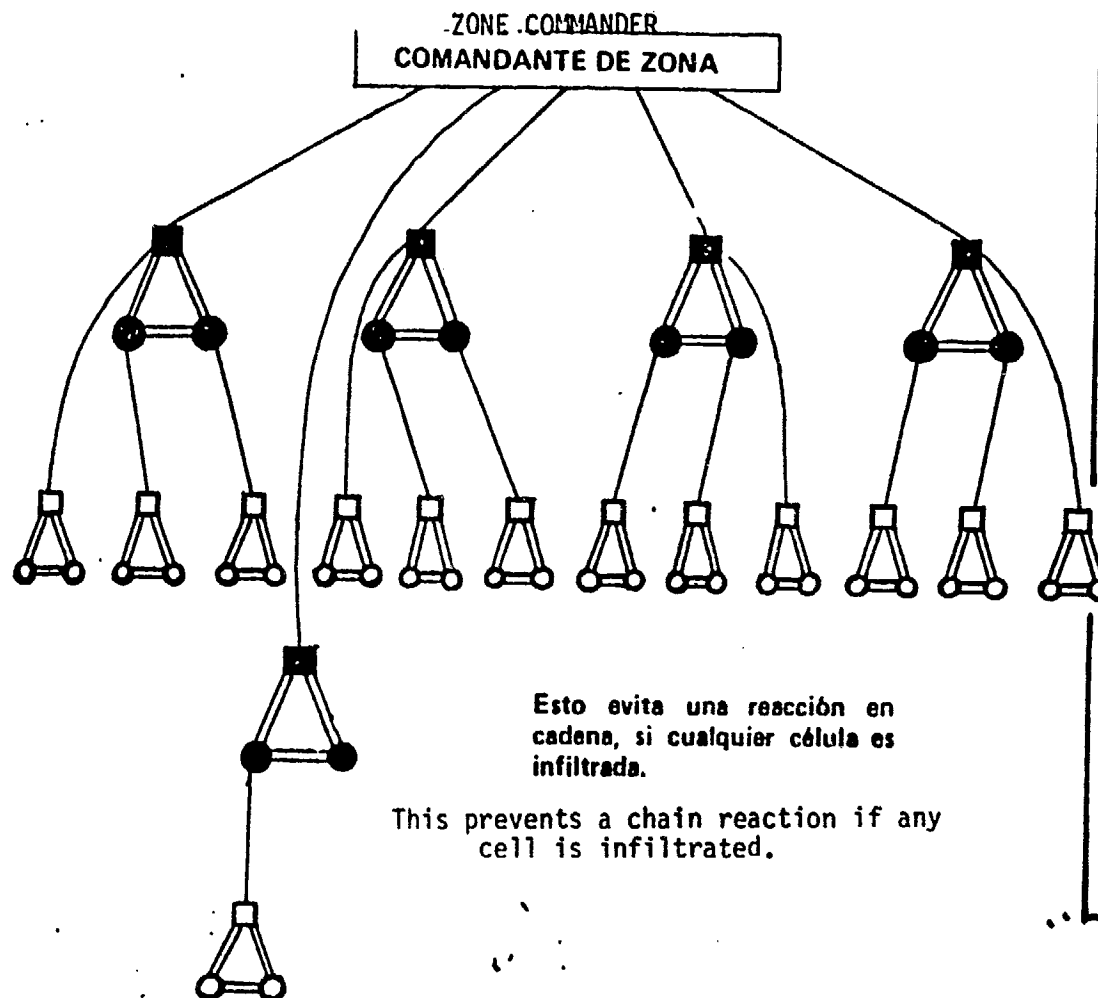 ZONE COMMANDER
COMANDANTE DE ZONA
Esto evita una reacción en
cadena, si cualquier célula es
infiltrada.
This prevents a chain reaction if any
cell is infiltrated.